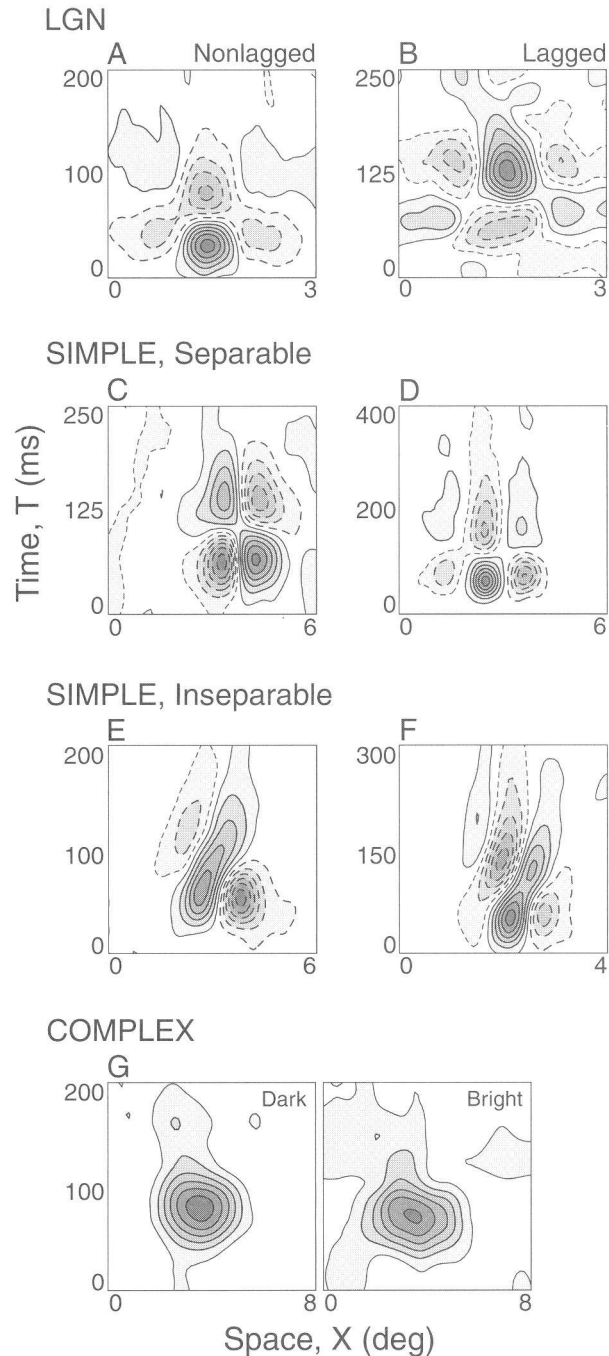 LGN
A Nonlagged
B Lagged
200
100
0
0 3
250
125
0
0 3
SIMPLE, Separable
C
D
250
125
0
0 6
400
200
0
0 6
Time, T (ms)
SIMPLE, Inseparable
E
F
200
100
0
0 6
300
150
0
0 4
COMPLEX
G
Dark
Bright
200
100
0
0 8
0 8
Space, X (deg)